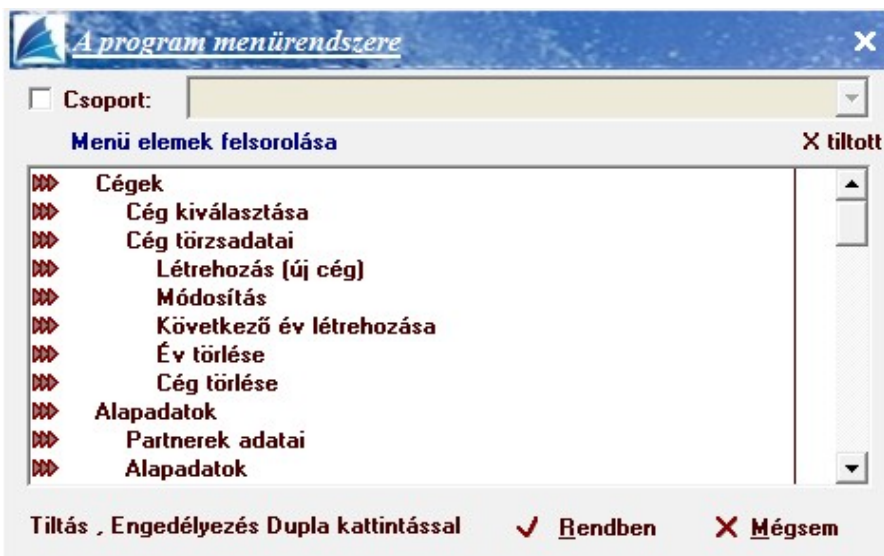 A program menürendszere
Csoport:
Menü elemek felsorolása X tiltott
Cégek
Cég kiválasztása
Cég törzsadatai
Létrehozás (új cég)
Módosítás
Következő év létrehozása
Év törlése
Cég törlése
Alapadatok
Partnerek adatai
Alapadatok
Tiltás , Engedélyezés Dupla kattintással Rendben Mégsem